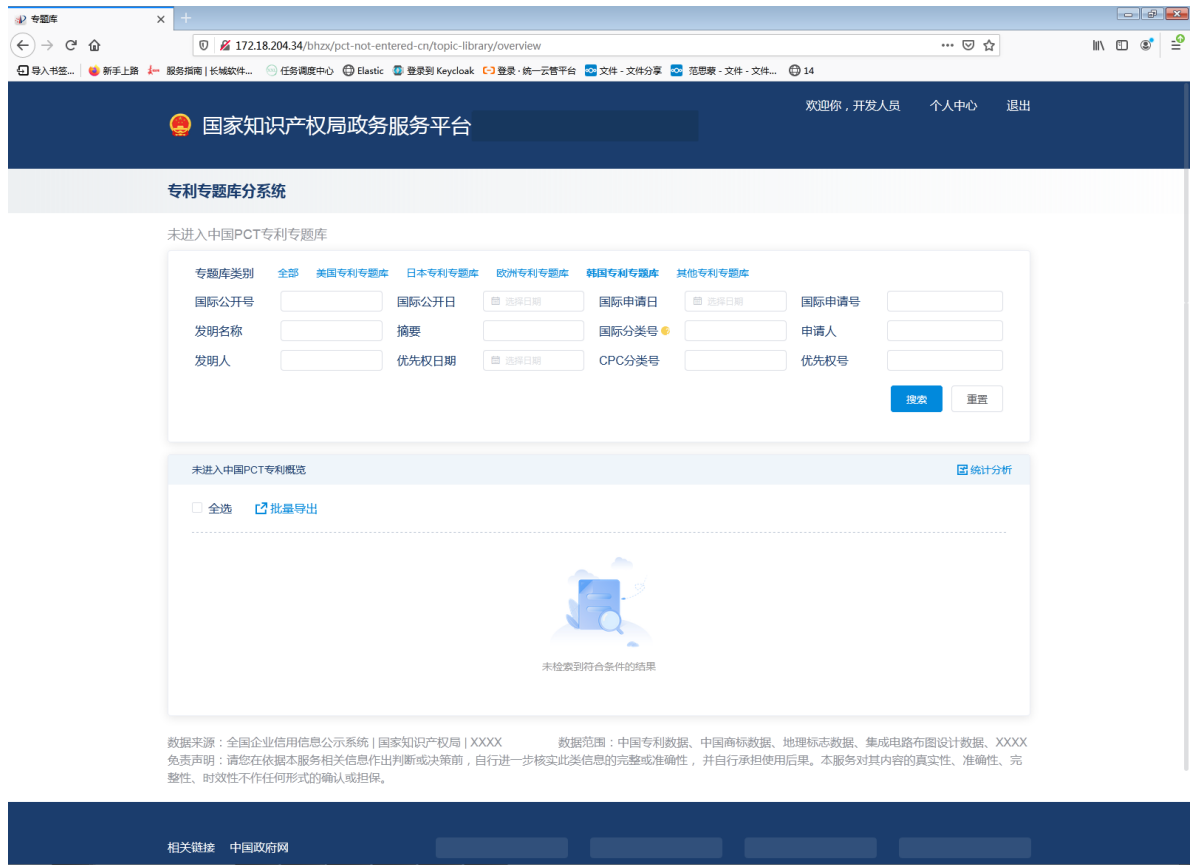 专题库
172.18.204.34/bhzx/pct-not-entered-cn/topic-library/overview
导入书签... 新手上路 服务指南 | 长城软件... 任务调度中心 Elastic 登录到 Keycloak 登录 · 统一云管平台 文件 - 文件分享 范思蔽 - 文件 - 文件... 14
欢迎你，开发人员 个人中心 退出
国家知识产权局政务服务平台
专利专题库分系统
未进入中国PCT专利专题库
专题库类别 全部 美国专利专题库 日本专利专题库 欧洲专利专题库 韩国专利专题库 其他专利专题库
国际公开号 国际公开日 选择日期 国际申请日 选择日期 国际申请号
发明名称 摘要 国际分类号 申请人
发明人 优先权日期 选择日期 CPC分类号 优先权号
搜索 重置
未进入中国PCT专利概览 统计分析
全选 批量导出
未检索到符合条件的结果
数据来源：全国企业信用信息公示系统 | 国家知识产权局 | XXXX 数据范围：中国专利数据、中国商标数据、地理标志数据、集成电路布图设计数据、XXXX
免责声明：请您在依据本服务相关信息作出判断或决策前，自行进一步核实此类信息的完整或准确性，并自行承担使用后果。本服务对其内容的真实性、准确性、完
整性、时效性不作任何形式的确认或担保。
相关链接 中国政府网